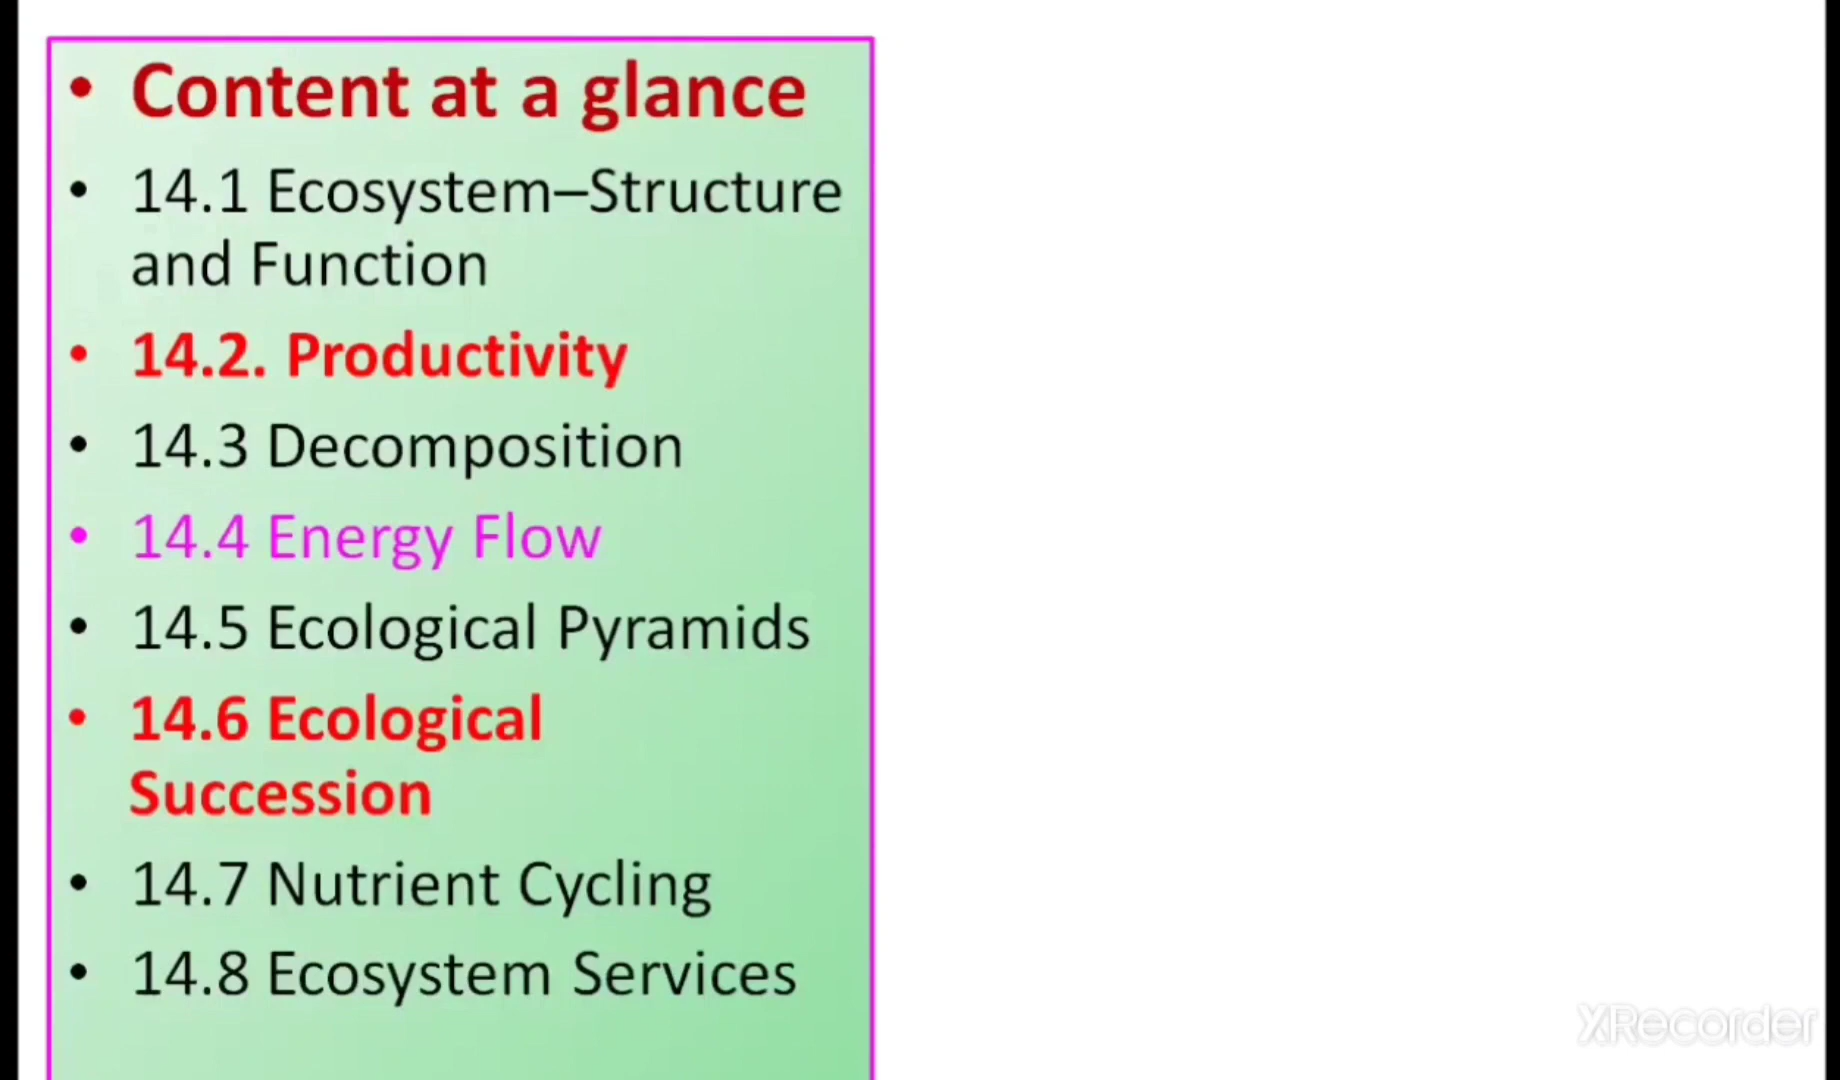 • Content at a glance
• 14.1 Ecosystem–Structure
and Function
• 14.2. Productivity
• 14.3 Decomposition
• 14.4 Energy Flow
• 14.5 Ecological Pyramids
• 14.6 Ecological
Succession
• 14.7 Nutrient Cycling
• 14.8 Ecosystem Services
XRecorder